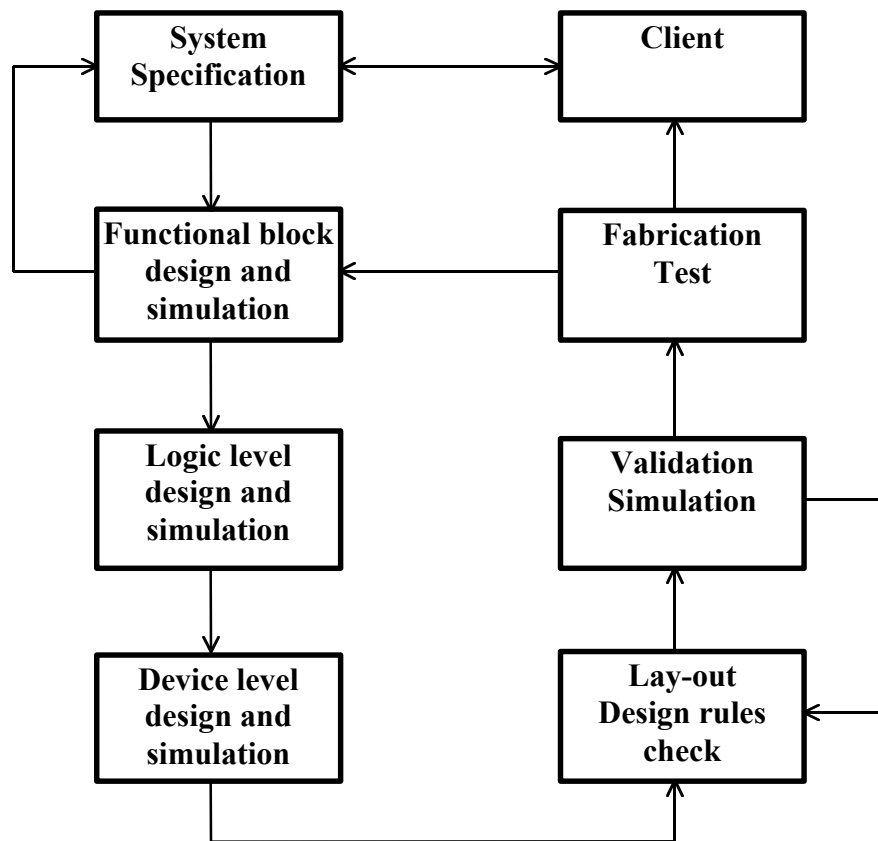 System
Specification
Client
Functional block
design and
simulation
Fabrication
Test
Logic level
design and
simulation
Validation
Simulation
Device level
design and
simulation
Lay-out
Design rules
check